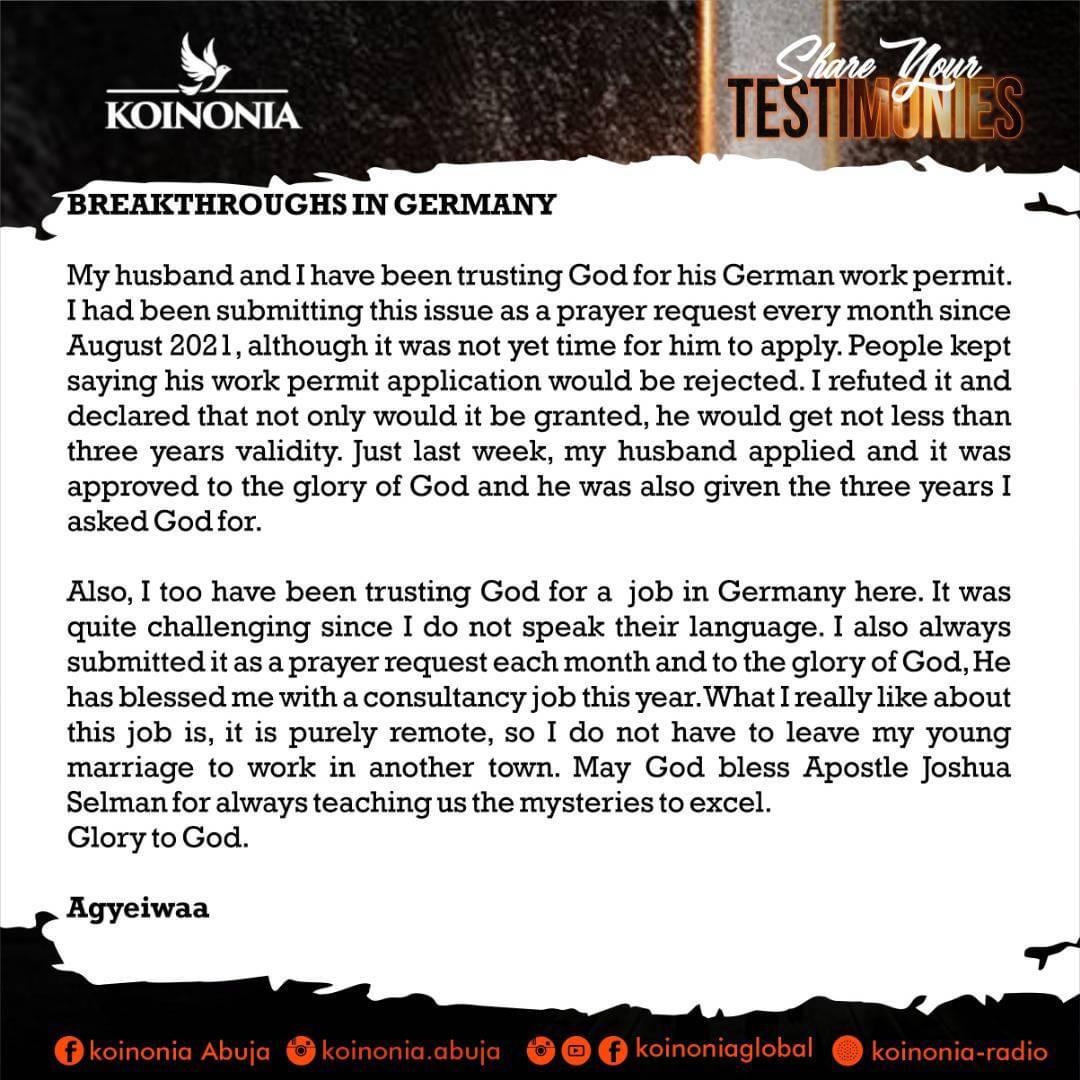 KOINONIA
Share Your
TESTIMONIES
BREAKTHROUGHS IN GERMANY
My husband and I have been trusting God for his German work permit.
I had been submitting this issue as a prayer request every month since
August 2021, although it was not yet time for him to apply. People kept
saying his work permit application would be rejected. I refuted it and
declared that not only would it be granted, he would get not less than
three years validity. Just last week, my husband applied and it was
approved to the glory of God and he was also given the three years I
asked God for.
Also, I too have been trusting God for a job in Germany here. It was
quite challenging since I do not speak their language. I also always
submitted it as a prayer request each month and to the glory of God, He
has blessed me with a consultancy job this year. What I really like about
this job is, it is purely remote, so I do not have to leave my young
marriage to work in another town. May God bless Apostle Joshua
Selman for always teaching us the mysteries to excel.
Glory to God.
Agyeiwaa
koinonia Abuja koinonia.abuja koinoniaglobal koinonia-radio